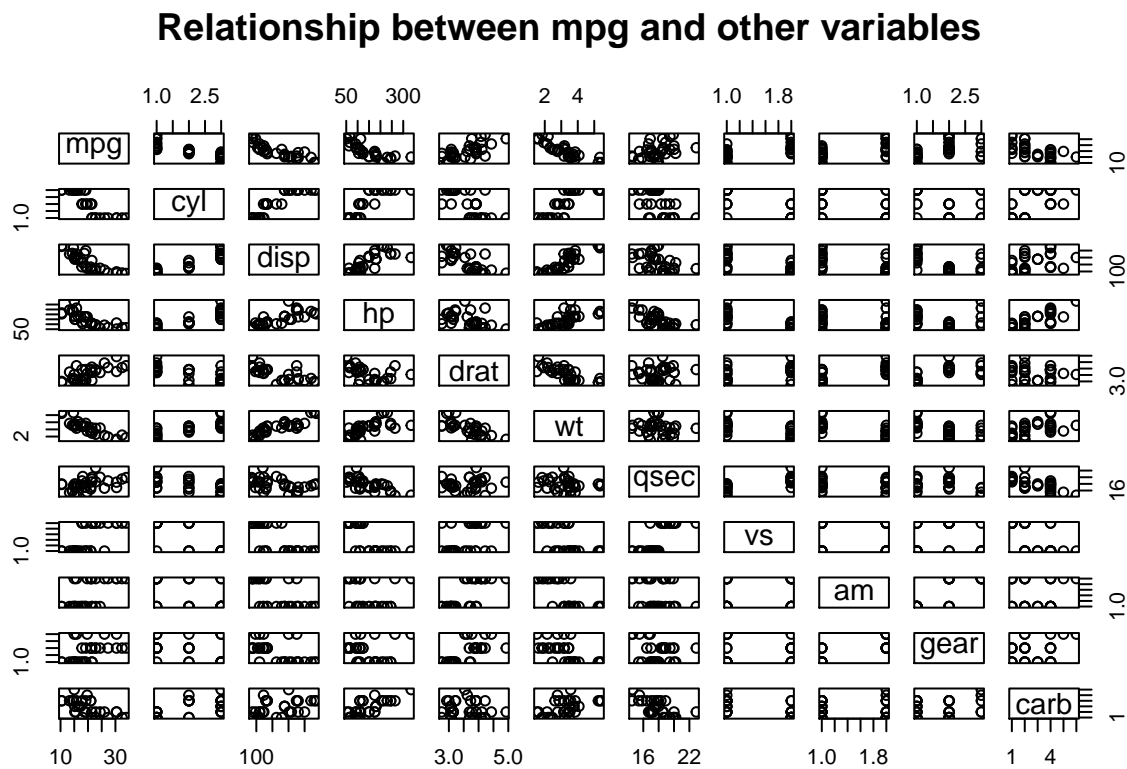 Relationship between mpg and other variables
1.0 2.5 50 300 2 4 1.0 1.8 1.0 2.5
mpg 10
1.0 cyl
disp 100
50 hp
drat 3.0
2 wt
qsec 16
1.0 vs
am 1.0
1.0 gear
carb 1
10 30 100 3.0 5.0 16 22 1.0 1.8 1 4